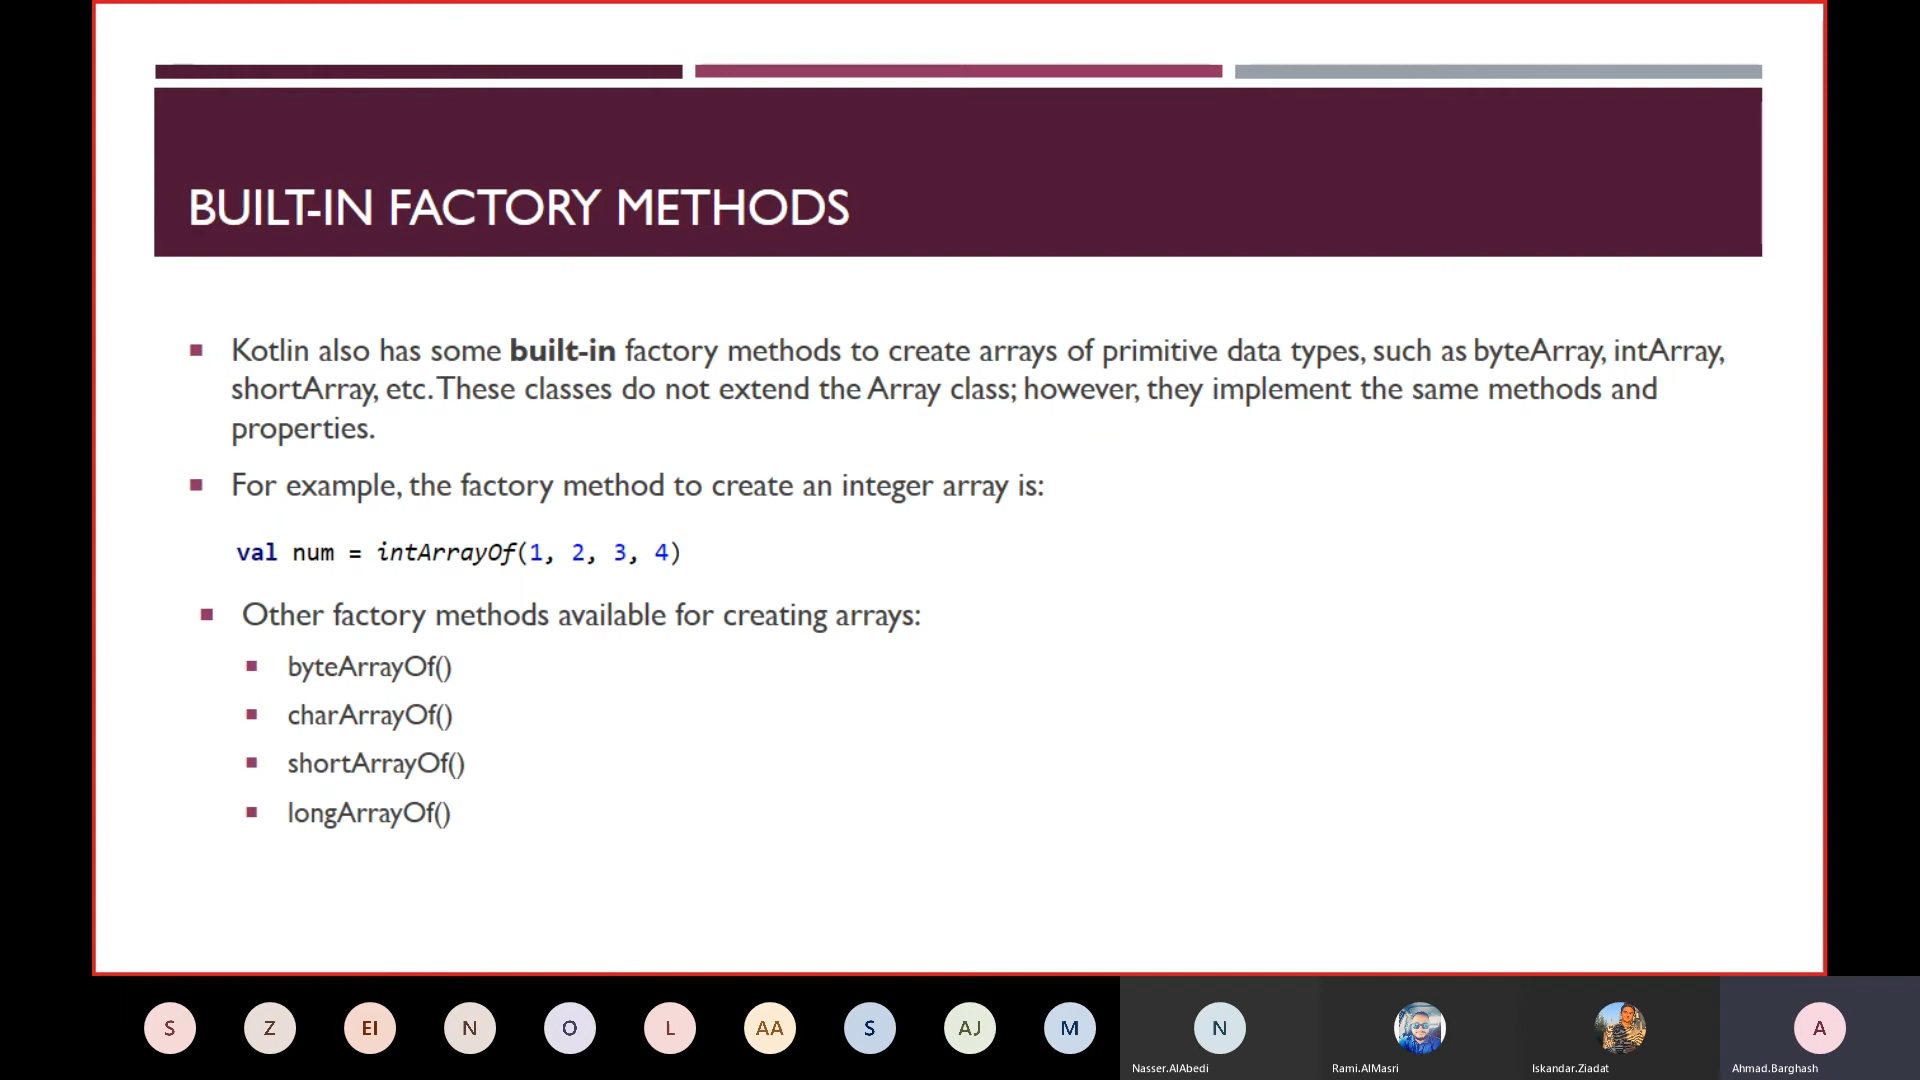 BUILT-IN FACTORY METHODS
Kotlin also has some built-in factory methods to create arrays of primitive data types, such as byteArray, intArray,
shortArray, etc. These classes do not extend the Array class; however, they implement the same methods and
properties.
For example, the factory method to create an integer array is:
val num = intArrayOf(1, 2, 3, 4)
Other factory methods available for creating arrays:
byteArrayOf()
charArrayOf()
shortArrayOf()
longArrayOf()
S Z EI N O L AA S AJ M N A
Nasser.AlAbedi Rami.AlMasri Iskandar.Ziadat Ahmad.Barghash